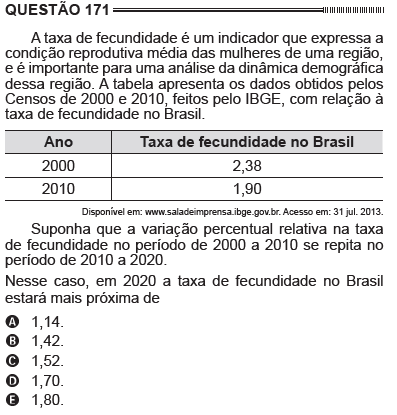 QUESTÃO 171
A taxa de fecundidade é um indicador que expressa a
condição reprodutiva média das mulheres de uma região,
e é importante para uma análise da dinâmica demográfica
dessa região. A tabela apresenta os dados obtidos pelos
Censos de 2000 e 2010, feitos pelo IBGE, com relação à
taxa de fecundidade no Brasil.
Ano Taxa de fecundidade no Brasil
2000 2,38
2010 1,90
Disponível em: www.saladeimprensa.ibge.gov.br. Acesso em: 31 jul. 2013.
Suponha que a variação percentual relativa na taxa
de fecundidade no período de 2000 a 2010 se repita no
período de 2010 a 2020.
Nesse caso, em 2020 a taxa de fecundidade no Brasil
estará mais próxima de
A 1,14.
B 1,42.
C 1,52.
D 1,70.
E 1,80.